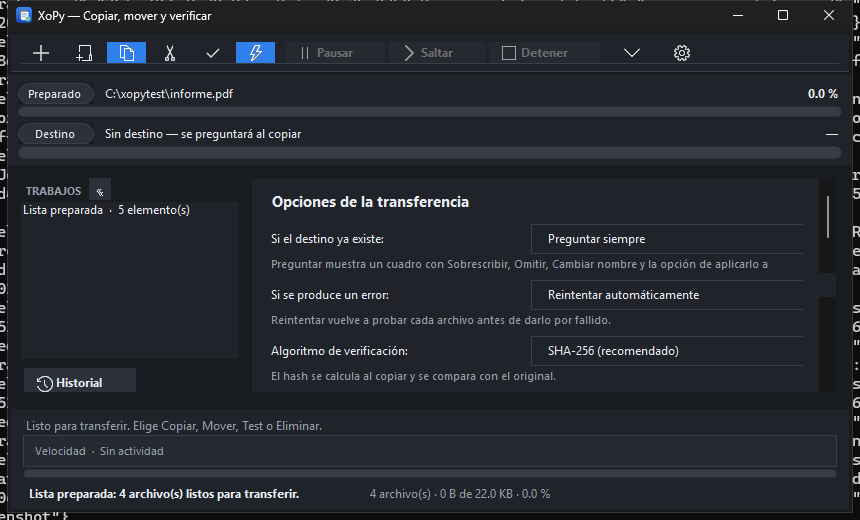 XoPy — Copiar, mover y verificar
Pausar
Saltar
Detener
Preparado
C:\xopytest\informe.pdf
0.0 %
Destino
Sin destino — se preguntará al copiar
—
TRABAJOS
Lista preparada · 5 elemento(s)
Historial
Opciones de la transferencia
Si el destino ya existe:
Preguntar siempre
Preguntar muestra un cuadro con Sobrescribir, Omitir, Cambiar nombre y la opción de aplicarlo a
Si se produce un error:
Reintentar automáticamente
Reintentar vuelve a probar cada archivo antes de darlo por fallido.
Algoritmo de verificación:
SHA-256 (recomendado)
El hash se calcula al copiar y se compara con el original.
Listo para transferir. Elige Copiar, Mover, Test o Eliminar.
Velocidad · Sin actividad
Lista preparada: 4 archivo(s) listos para transferir.
4 archivo(s) · 0 B de 22.0 KB · 0.0 %
enshot"}